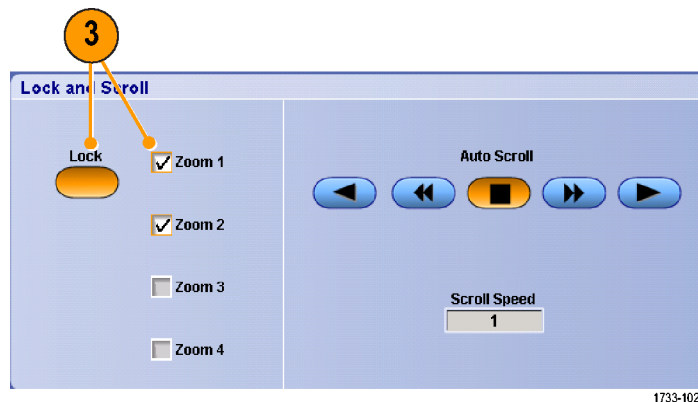 3
Lock and Scroll
Lock
Zoom 1
Zoom 2
Zoom 3
Zoom 4
Auto Scroll
Scroll Speed
1
1733-102